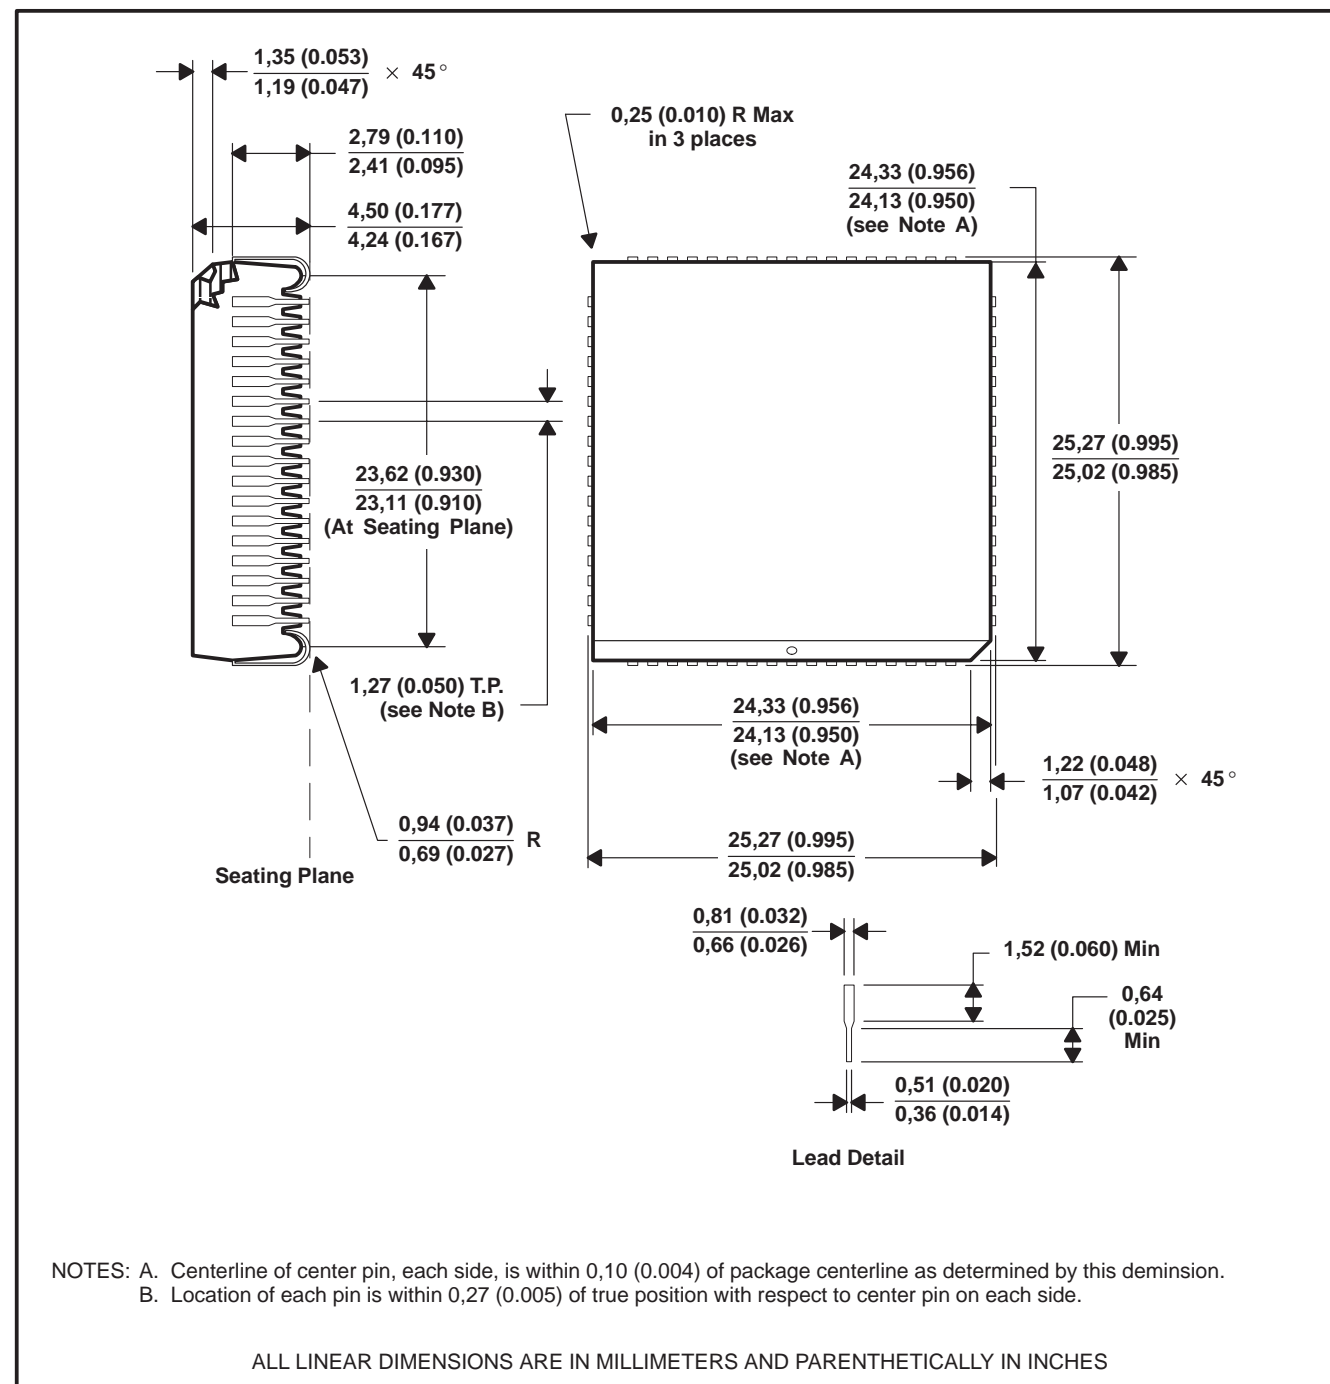 1,35 (0.053)
1,19 (0.047)
× 45°
2,79 (0.110)
2,41 (0.095)
4,50 (0.177)
4,24 (0.167)
0,25 (0.010) R Max
in 3 places
24,33 (0.956)
24,13 (0.950)
(see Note A)
25,27 (0.995)
25,02 (0.985)
23,62 (0.930)
23,11 (0.910)
(At Seating Plane)
1,27 (0.050) T.P.
(see Note B)
24,33 (0.956)
24,13 (0.950)
(see Note A)
1,22 (0.048)
1,07 (0.042)
× 45°
0,94 (0.037)
0,69 (0.027)
R
Seating Plane
25,27 (0.995)
25,02 (0.985)
0,81 (0.032)
0,66 (0.026)
1,52 (0.060) Min
0,64
(0.025)
Min
0,51 (0.020)
0,36 (0.014)
Lead Detail
NOTES: A. Centerline of center pin, each side, is within 0,10 (0.004) of package centerline as determined by this deminsion.
B. Location of each pin is within 0,27 (0.005) of true position with respect to center pin on each side.
ALL LINEAR DIMENSIONS ARE IN MILLIMETERS AND PARENTHETICALLY IN INCHES